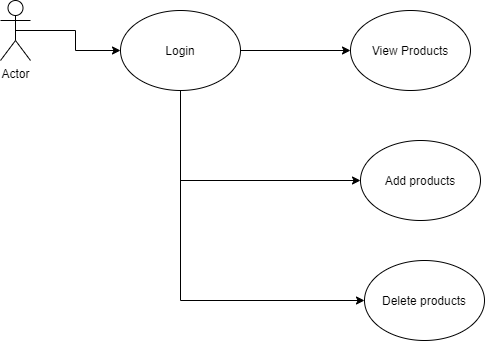 Login
View Products
Actor
Add products
Delete products